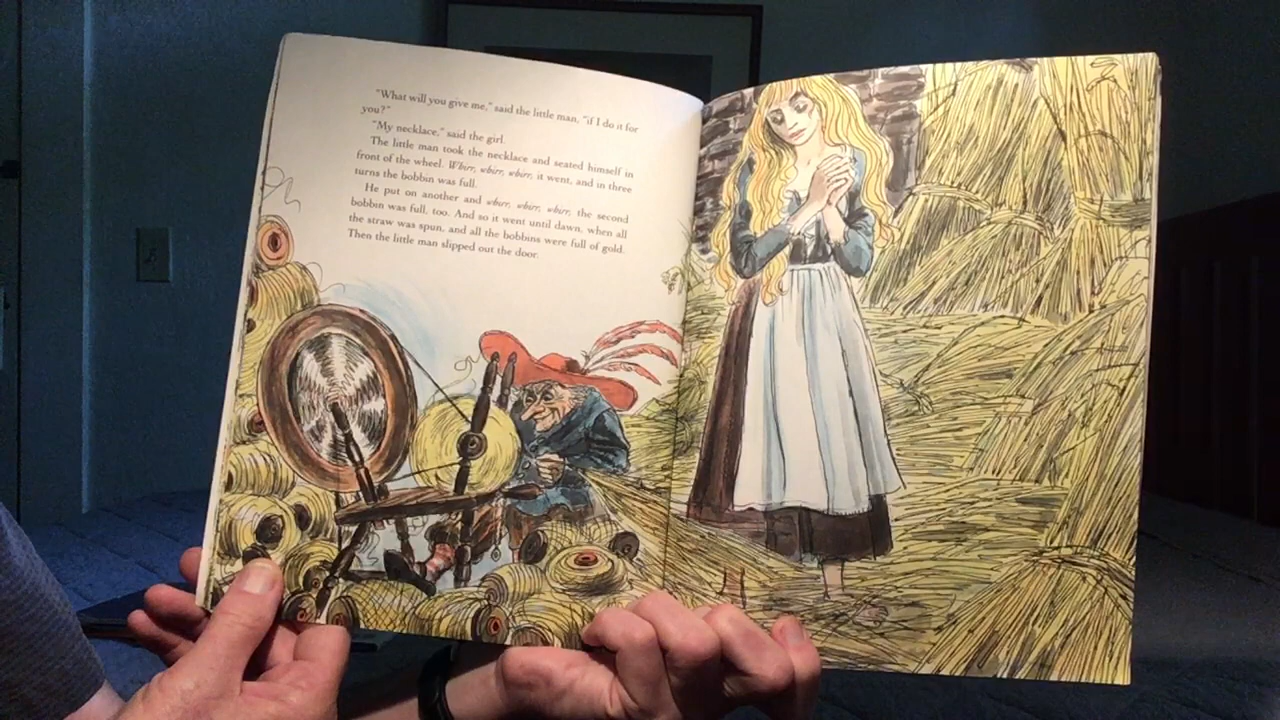 "What will you give me," said the little man, "if I do it for
you?"
"My necklace," said the girl.
The little man took the necklace and seated himself in
front of the wheel. Whirr, whirr, whirr, it went, and in three
turns the bobbin was full.
He put on another and whirr, whirr, whirr, the second
bobbin was full, too. And so it went until dawn, when all
the straw was spun, and all the bobbins were full of gold.
Then the little man slipped out the door.